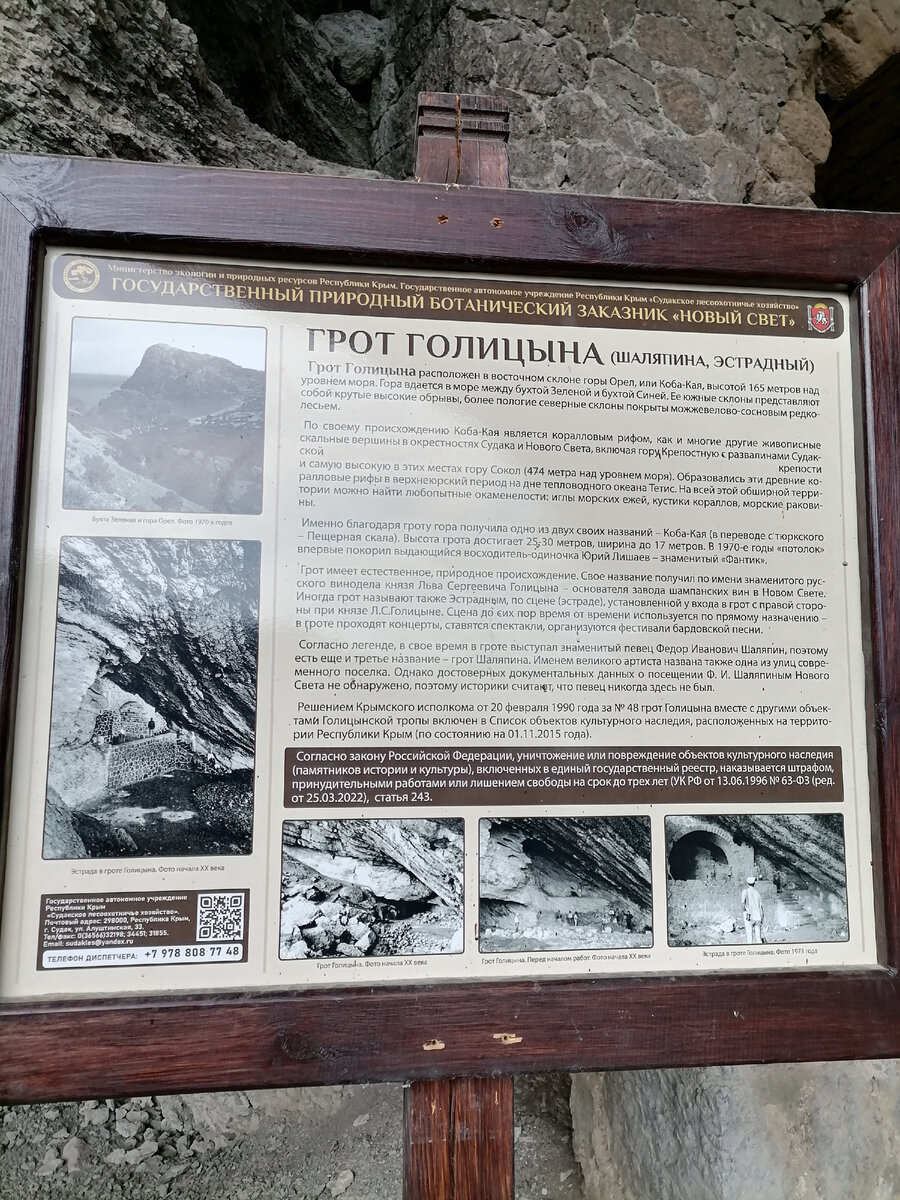 Министерство экологии и природных ресурсов Республики Крым. Государственное автономное учреждение Республики Крым «Судакское лесоохотничье хозяйство»
ГОСУДАРСТВЕННЫЙ ПРИРОДНЫЙ БОТАНИЧЕСКИЙ ЗАКАЗНИК «НОВЫЙ СВЕТ»
ГРОТ ГОЛИЦЫНА (ШАЛЯПИНА, ЭСТРАДНЫЙ)
Грот Голицына расположен в восточном склоне горы Орел, или Коба-Кая, высотой 165 метров над
уровнем моря. Гора вдается в море между бухтой Зеленой и бухтой Синей. Ее южные склоны представляют
собой крутые высокие обрывы, более пологие северные склоны покрыты можжевелово-сосновым редко-
лесьем.
По своему происхождению Коба-Кая является коралловым рифом, как и многие другие живописные
скальные вершины в окрестностях Судака и Нового Света, включая гору Крепостную с развалинами Судак-
ской крепости
и самую высокую в этих местах гору Сокол (474 метра над уровнем моря). Образовались эти древние ко-
ралловые рифы в верхнеюрский период на дне тепловодного океана Тетис. На всей этой обширной терри-
тории можно найти любопытные окаменелости: иглы морских ежей, кустики кораллов, морские ракови-
ны.
Именно благодаря гроту гора получила одно из двух своих названий – Коба-Кая (в переводе с тюркского
– Пещерная скала). Высота грота достигает 25-30 метров, ширина до 17 метров. В 1970-е годы «потолок»
впервые покорил выдающийся восходитель-одиночка Юрий Лишаев – знаменитый «Фантик».
Грот имеет естественное, природное происхождение. Свое название получил по имени знаменитого рус-
ского винодела князя Льва Сергеевича Голицына – основателя завода шампанских вин в Новом Свете.
Иногда грот называют также Эстрадным, по сцене (эстраде), установленной у входа в грот с правой сторо-
ны при князе Л.С.Голицыне. Сцена до сих пор время от времени используется по прямому назначению –
в гроте проходят концерты, ставятся спектакли, организуются фестивали бардовской песни.
Согласно легенде, в свое время в гроте выступал знаменитый певец Федор Иванович Шаляпин, поэтому
есть еще и третье название – грот Шаляпина. Именем великого артиста названа также одна из улиц совре-
менного поселка. Однако достоверных документальных данных о посещении Ф. И. Шаляпиным Нового
Света не обнаружено, поэтому историки считают, что певец никогда здесь не был.
Решением Крымского исполкома от 20 февраля 1990 года за № 48 грот Голицына вместе с другими объек-
тами Голицынской тропы включен в Список объектов культурного наследия, расположенных на террито-
рии Республики Крым (по состоянию на 01.11.2015 года).
Согласно закону Российской Федерации, уничтожение или повреждение объектов культурного наследия
(памятников истории и культуры), включенных в единый государственный реестр, наказывается штрафом,
принудительными работами или лишением свободы на срок до трех лет (УК РФ от 13.06.1996 № 63-ФЗ (ред.
от 25.03.2022), статья 243.
Бухта Зеленая и гора Орел. Фото 1970-х годов
Эстрада в гроте Голицына. Фото начала XX века
Государственное автономное учреждение
Республики Крым
«Судакское лесоохотничье хозяйство».
Почтовый адрес: 298000, Республика Крым,
г. Судак, ул. Алуштинская, 33.
Тел/факс: 0(36566)32198; 34451; 31855.
Email: sudakles@yandex.ru
ТЕЛЕФОН ДИСПЕТЧЕРА: +7 978 808 77 48
Грот Голицына. Фото начала XX века
Грот Голицына. Перед началом работ. Фото начала XX века
Эстрада в гроте Голицына. Фото 1973 года